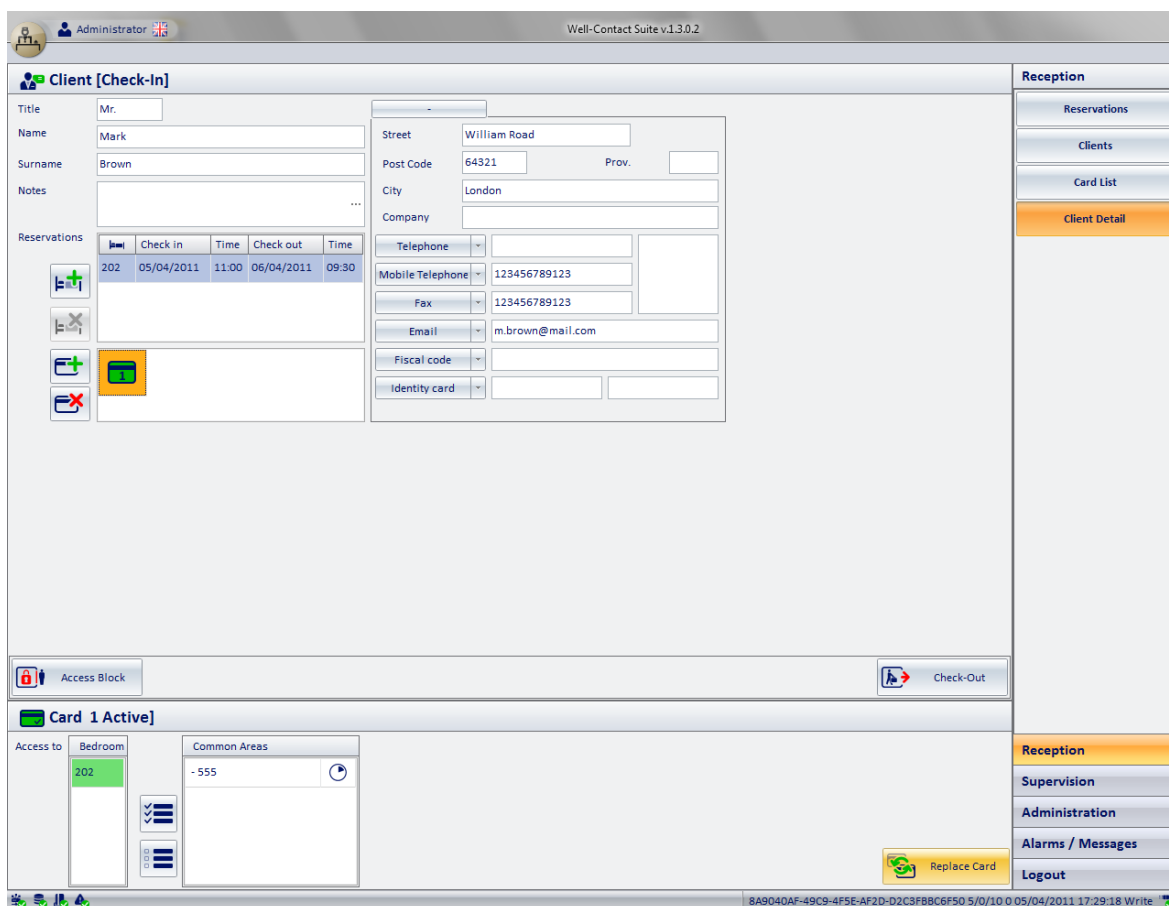 Administrator
Well-Contact Suite v.1.3.0.2
Client [Check-In]
Title Mr.
Name Mark
Surname Brown
Notes
...
Reservations
Check in Time Check out Time
202 05/04/2011 11:00 06/04/2011 09:30
1
-
Street William Road
Post Code 64321 Prov.
City London
Company
Telephone
Mobile Telephone 123456789123
Fax 123456789123
Email m.brown@mail.com
Fiscal code
Identity card
Access Block
Check-Out
Card 1 Active]
Access to Bedroom Common Areas
202 - 555
Replace Card
Reception
Reservations
Clients
Card List
Client Detail
Reception
Supervision
Administration
Alarms / Messages
Logout
8A9040AF-49C9-4F5E-AF2D-D2C3FBBC6F50 5/0/10 0 05/04/2011 17:29:18 Write